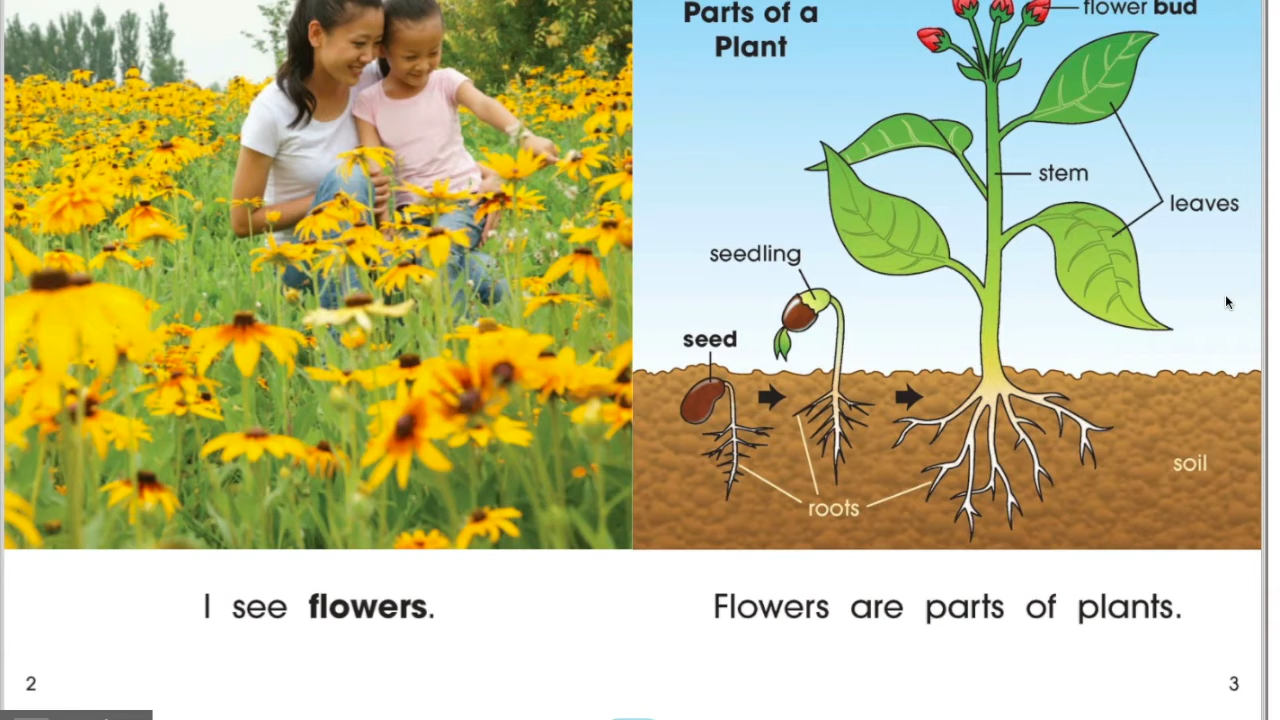 I see flowers.
2
Parts of a
Plant
flower bud
stem
leaves
seedling
seed
soil
roots
Flowers are parts of plants.
3